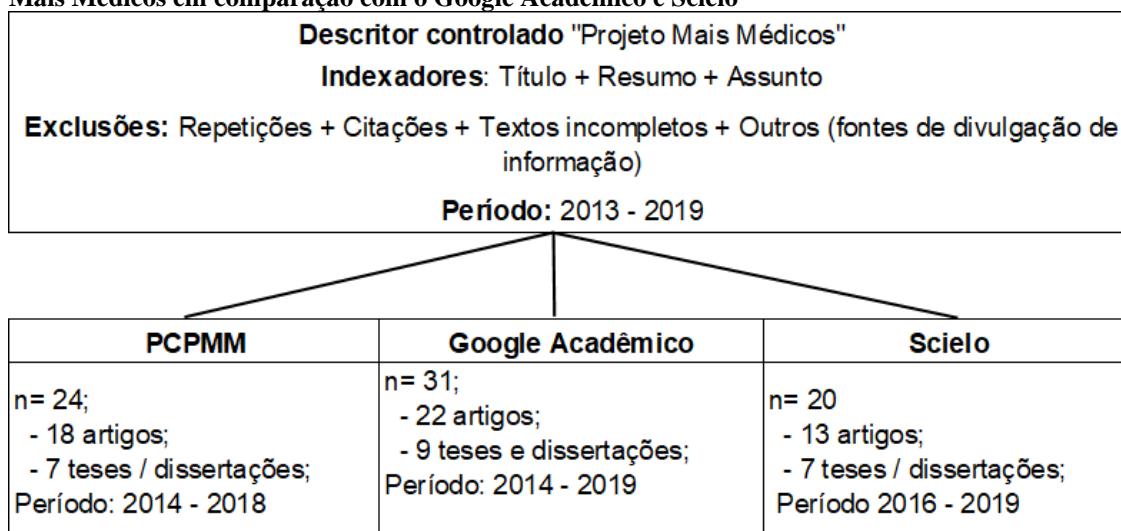 Mais Médicos em comparação com o Google Acadêmico e Scielo
Descritor controlado "Projeto Mais Médicos"
Indexadores: Título + Resumo + Assunto
Exclusões: Repetições + Citações + Textos incompletos + Outros (fontes de divulgação de
informação)
Período: 2013 - 2019
PCPMM
n= 24;
- 18 artigos;
- 7 teses / dissertações;
Período: 2014 - 2018
Google Acadêmico
n= 31;
- 22 artigos;
- 9 teses e dissertações;
Período: 2014 - 2019
Scielo
n= 20
- 13 artigos;
- 7 teses / dissertações;
Período 2016 - 2019